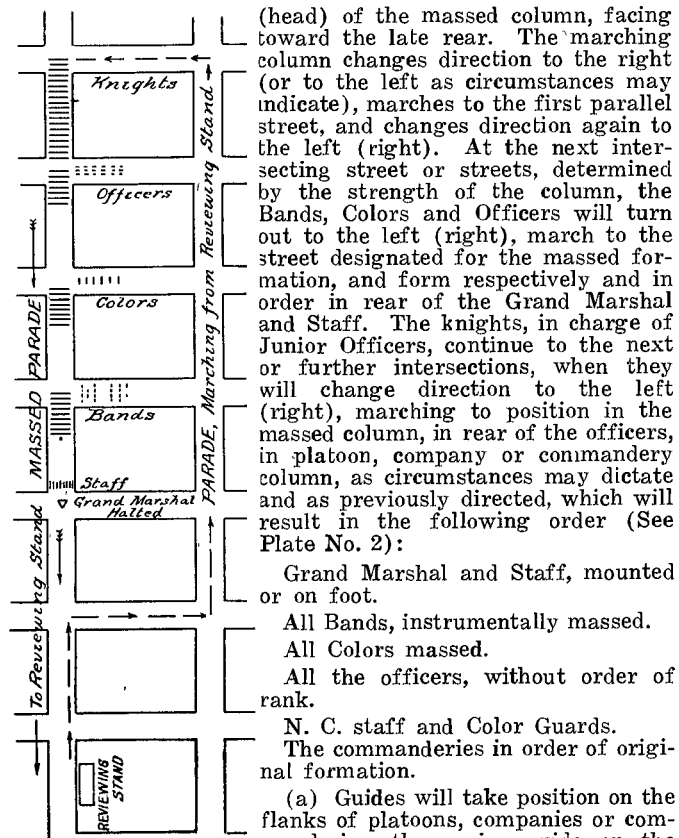 (head) of the massed column, facing
toward the late rear. The marching
column changes direction to the right
(or to the left as circumstances may
indicate), marches to the first parallel
street, and changes direction again to
the left (right). At the next inter-
secting street or streets, determined
by the strength of the column, the
Bands, Colors and Officers will turn
out to the left (right), march to the
street designated for the massed for-
mation, and form respectively and in
order in rear of the Grand Marshal
and Staff. The knights, in charge of
Junior Officers, continue to the next
or further intersections, when they
will change direction to the left
(right), marching to position in the
massed column, in rear of the officers,
in platoon, company or commandery
column, as circumstances may dictate
and as previously directed, which will
result in the following order (See
Plate No. 2):
Grand Marshal and Staff, mounted
or on foot.
All Bands, instrumentally massed.
All Colors massed.
All the officers, without order of
rank.
N. C. staff and Color Guards.
The commanderies in order of origi-
nal formation.
(a) Guides will take position on the
flanks of platoons, companies or com-
Knights
Officers
Colors
Bands
Staff
Grand Marshal
Halted
MASSED PARADE
To Reviewing Stand
PARADE, Marching from Reviewing Stand
REVIEWING
STAND